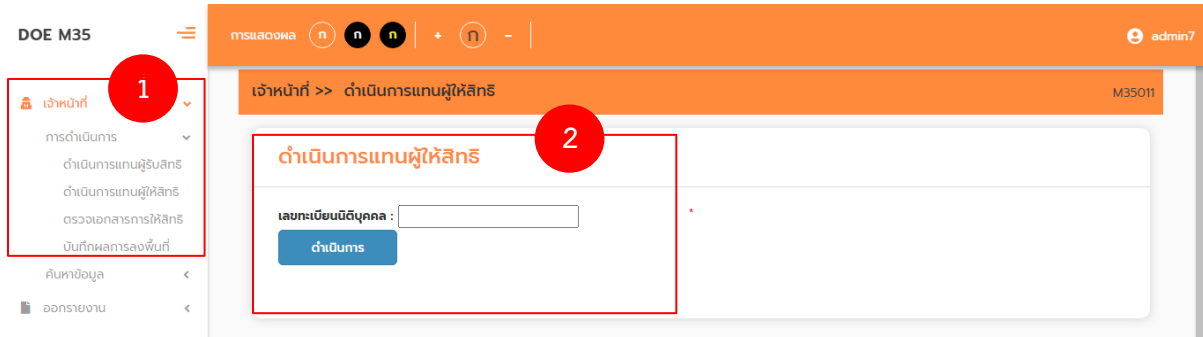 DOE M35
การแสดงผล ก ก ก + ก -
admin7
1
เจ้าหน้าที่
การดำเนินการ
ดำเนินการแทนผู้รับสิทธิ
ดำเนินการแทนผู้ให้สิทธิ
ตรวจเอกสารการให้สิทธิ
บันทึกผลการลงพื้นที่
ค้นหาข้อมูล
ออกรายงาน
เจ้าหน้าที่ >> ดำเนินการแทนผู้ให้สิทธิ
M35011
2
ดำเนินการแทนผู้ให้สิทธิ
เลขทะเบียนนิติบุคคล : *
ดำเนินการ